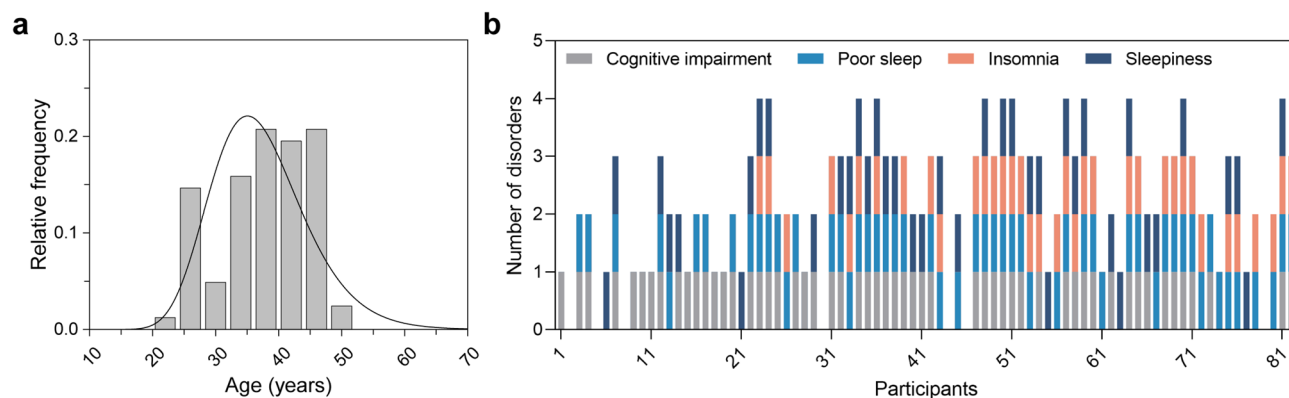 a
0.3
0.2
0.1
0.0
Relative frequency
10 20 30 40 50 60 70
Age (years)
b
5
4
3
2
1
0
Number of disorders
Cognitive impairment Poor sleep Insomnia Sleepiness
1 11 21 31 41 51 61 71 81
Participants